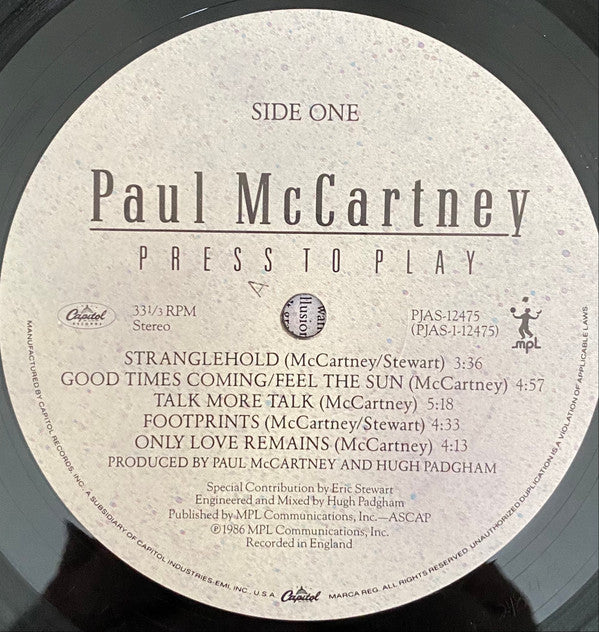 SIDE ONE
Paul McCartney
PRESS TO PLAY
A
Capitol
RECORDS
33 1/3 RPM
Stereo
PJAS-12475
(PJAS-1-12475)
mpl
STRANGLEHOLD (McCartney/Stewart) 3:36
GOOD TIMES COMING/FEEL THE SUN (McCartney) 4:57
TALK MORE TALK (McCartney) 5:18
FOOTPRINTS (McCartney/Stewart) 4:33
ONLY LOVE REMAINS (McCartney) 4:13
PRODUCED BY PAUL McCARTNEY AND HUGH PADGHAM
Special Contribution by Eric Stewart
Engineered and Mixed by Hugh Padgham
Published by MPL Communications, Inc.—ASCAP
℗1986 MPL Communications, Inc.
Recorded in England
MANUFACTURED BY CAPITOL RECORDS, INC. A SUBSIDIARY OF CAPITOL INDUSTRIES-EMI, INC., U.S.A. Capitol MARCA REG. ALL RIGHTS RESERVED. UNAUTHORIZED DUPLICATION IS A VIOLATION OF APPLICABLE LAWS